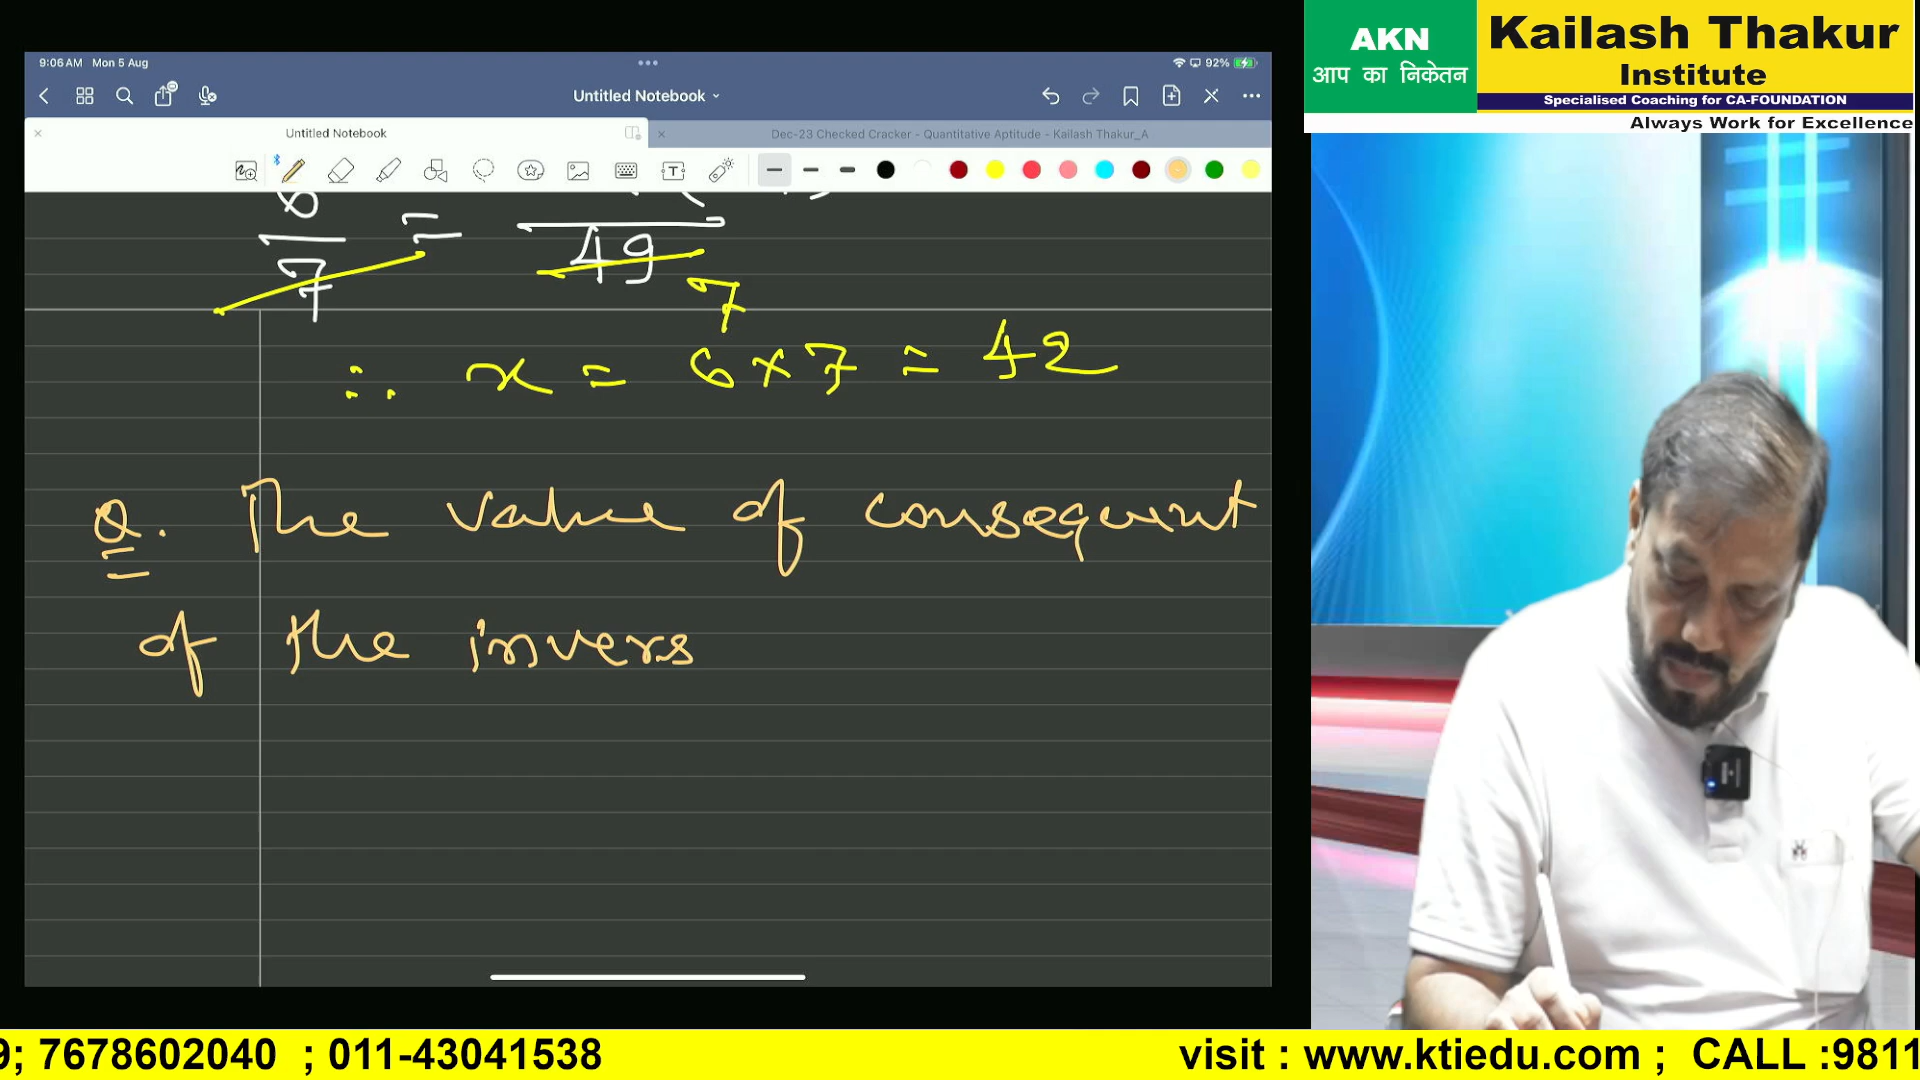 AKN
आप का निकेतन
Kailash Thakur
Institute
Specialised Coaching for CA-FOUNDATION
Always Work for Excellence
9:06 AM Mon 5 Aug
92%
Untitled Notebook
Untitled Notebook
Dec-23 Checked Cracker - Quantitative Aptitude - Kailash Thakur_A
T
6 =
7 49
7
∴ x = 6 × 7 = 42
Q. The value of consequent
of the invers
9; 7678602040 ; 011-43041538
visit : www.ktiedu.com ; CALL :9811